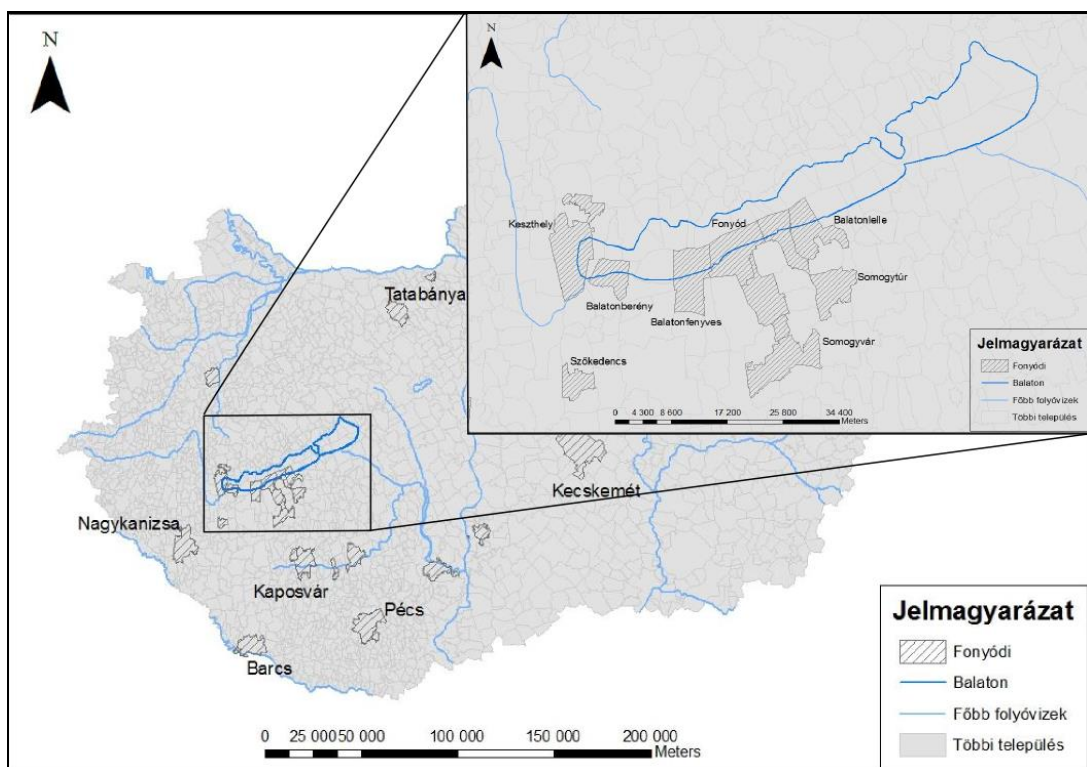 N
N
Keszthely
Fonyód
Balatonlelle
Somogytúr
Balatonberény
Balatonfenyves
Somogyvár
Szőkedencs
Jelmagyarázat
Fonyódi
Balaton
Főbb folyóvizek
Többi település
0 4 300 8 600 17 200 25 800 34 400
Meters
Tatabánya
Kecskemét
Nagykanizsa
Kaposvár
Pécs
Barcs
Jelmagyarázat
Fonyódi
Balaton
Főbb folyóvizek
Többi település
0 25 000 50 000 100 000 150 000 200 000
Meters